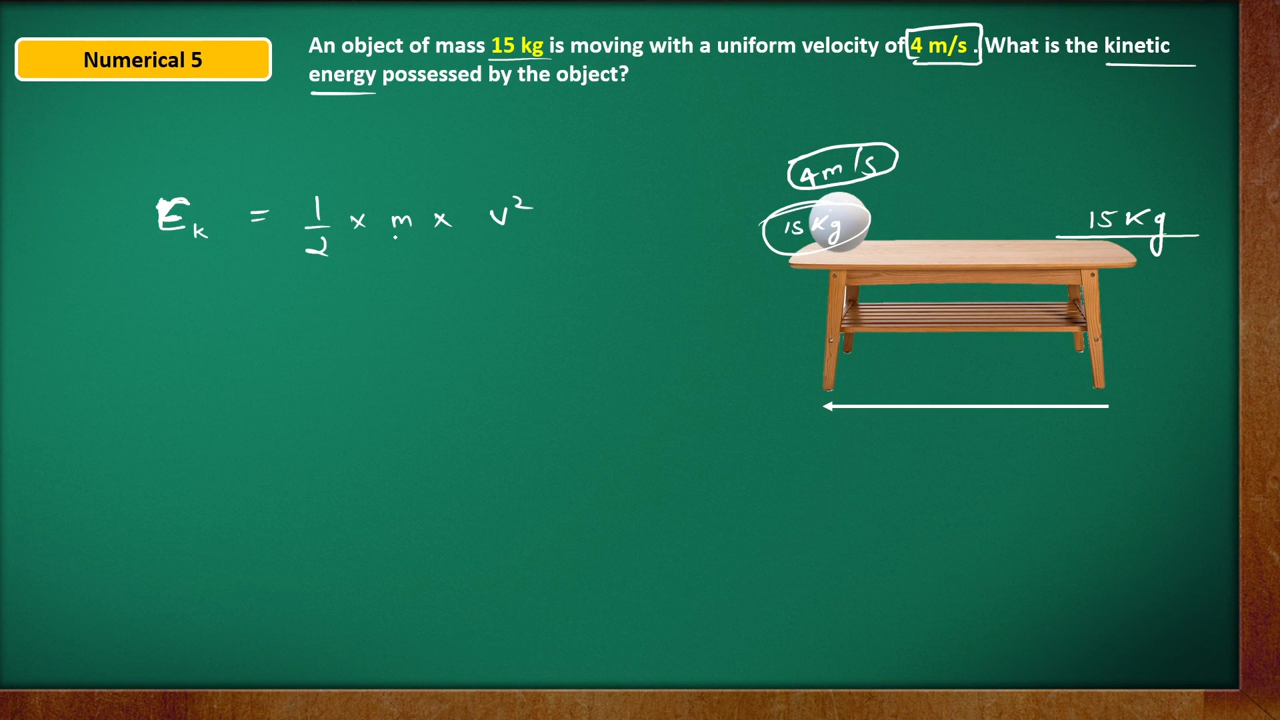 Numerical 5
An object of mass 15 kg is moving with a uniform velocity of 4 m/s . What is the kinetic
energy possessed by the object?
4m/s
Ek = 1/2 × m × v²
15 Kg
15 Kg